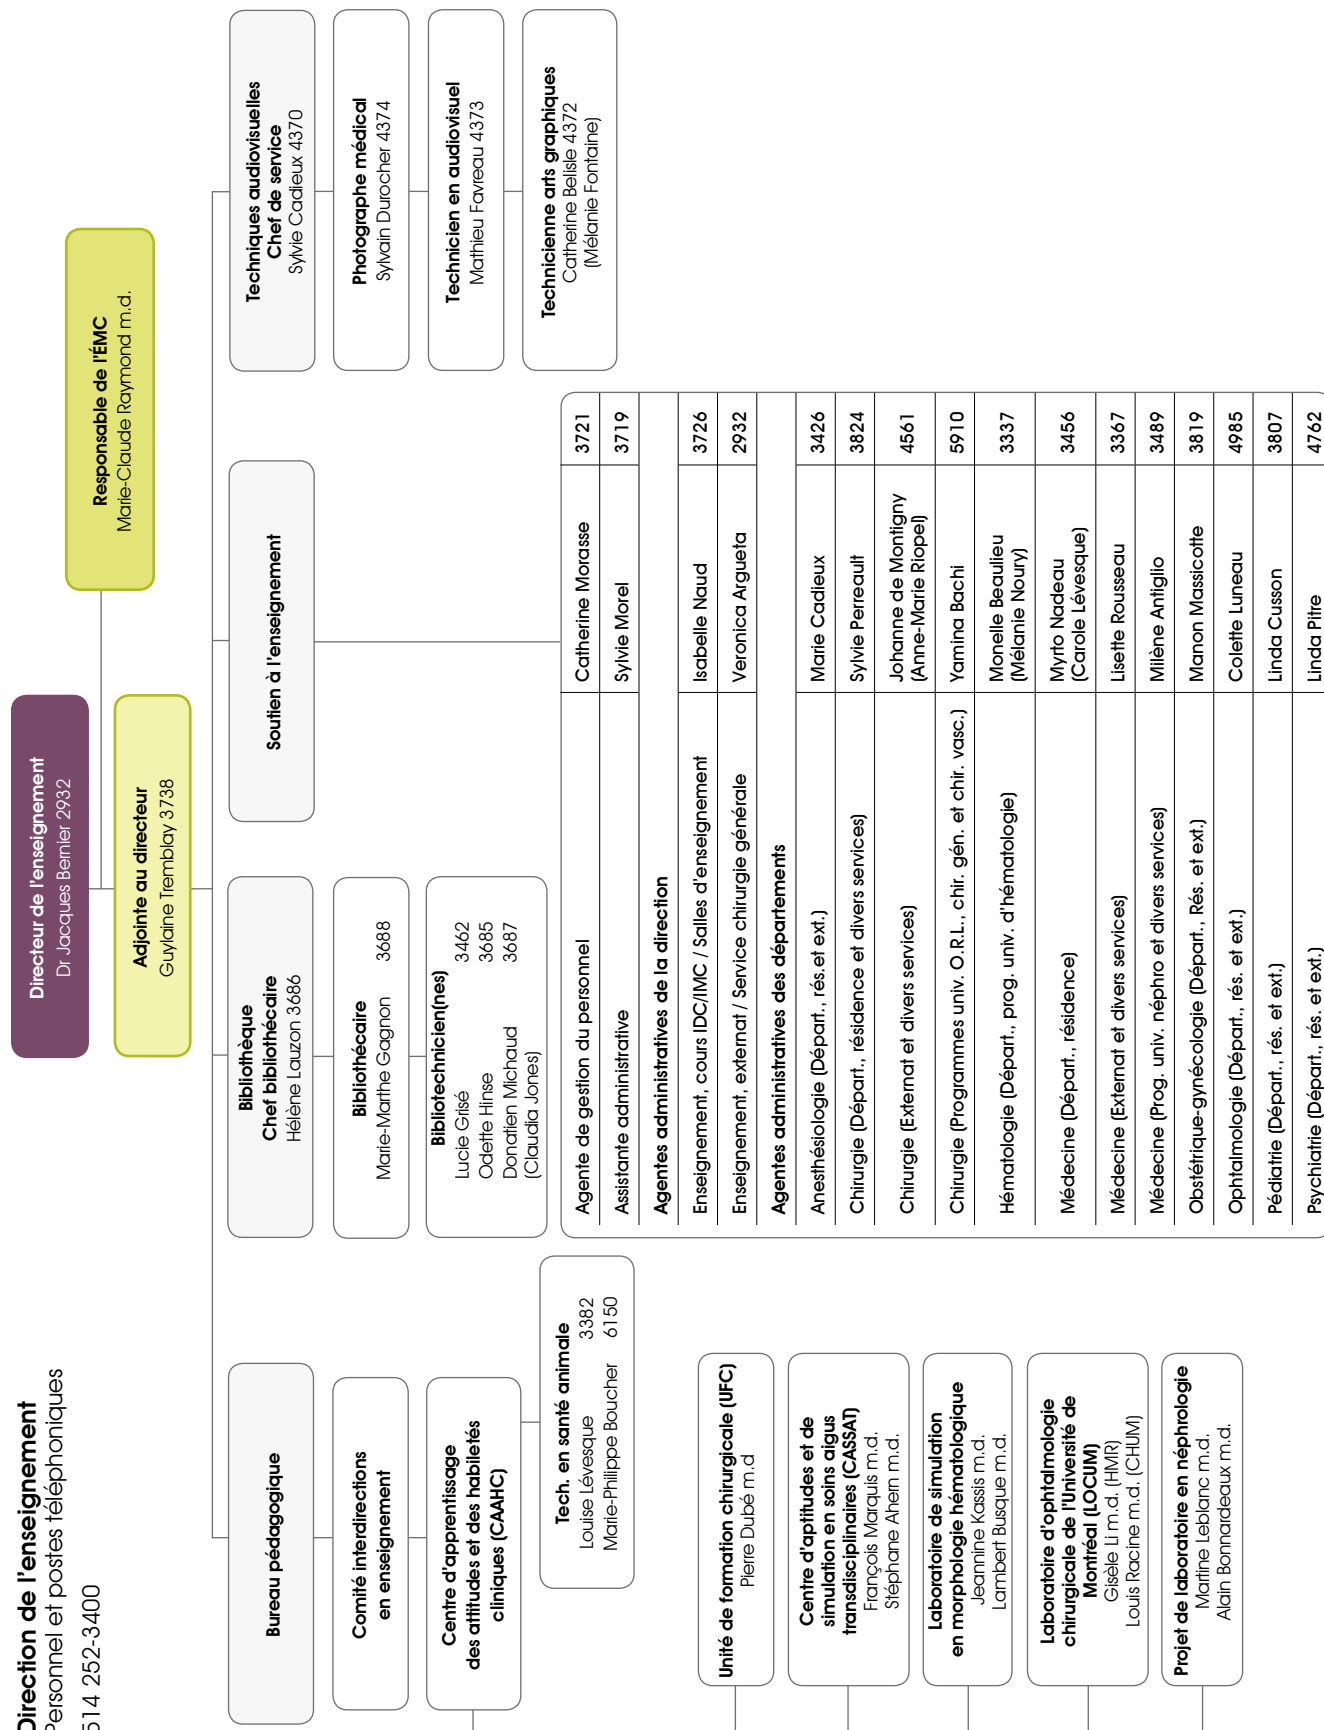 Direction de l'enseignement
Personnel et postes téléphoniques
514 252-3400
Directeur de l'enseignement
Dr Jacques Bernier 2932
Adjointe au directeur
Guylaine Tremblay 3738
Responsable de l'ÉMC
Marie-Claude Raymond m.d.
Bureau pédagogique
Comité interdirections
en enseignement
Centre d'apprentissage
des attitudes et des habiletés
cliniques (CAAHC)
Tech. en santé animale
Louise Lévesque 3382
Marie-Philippe Boucher 6150
Unité de formation chirurgicale (UFC)
Pierre Dubé m.d
Centre d'aptitudes et de
simulation en soins aigus
transdisciplinaires (CASSAT)
François Marquis m.d.
Stéphane Ahern m.d.
Laboratoire de simulation
en morphologie hématologique
Jeannine Kassis m.d.
Lambert Busque m.d.
Laboratoire d'ophtalmologie
chirurgicale de l'Université de
Montréal (LOCUM)
Gisèle Li m.d. (HMR)
Louis Racine m.d. (CHUM)
Projet de laboratoire en néphrologie
Martine Leblanc m.d.
Alain Bonnardeaux m.d.
Bibliothèque
Chef bibliothécaire
Hélène Lauzon 3686
Bibliothécaire
Marie-Marthe Gagnon 3688
Bibliotechnicien(nes)
Lucie Grisé 3462
Odette Hinse 3685
Donatien Michaud 3687
(Claudia Jones)
Soutien à l'enseignement
Agente de gestion du personnel Catherine Morasse 3721
Assistante administrative Sylvie Morel 3719
Agentes administratives de la direction
Enseignement, cours IDC/IMC / Salles d'enseignement Isabelle Naud 3726
Enseignement, externat / Service chirurgie générale Veronica Argueta 2932
Agentes administratives des départements
Anesthésiologie (Départ., rés.et ext.) Marie Cadieux 3426
Chirurgie (Départ., résidence et divers services) Sylvie Perreault 3824
Chirurgie (Externat et divers services) Johanne de Montigny 4561
(Anne-Marie Riopel)
Chirurgie (Programmes univ. O.R.L., chir. gén. et chir. vasc.) Yamina Bachi 5910
Hématologie (Départ., prog. univ. d'hématologie) Monelle Beaulieu 3337
(Mélanie Noury)
Médecine (Départ., résidence) Myrto Nadeau 3456
(Carole Lévesque)
Médecine (Externat et divers services) Lisette Rousseau 3367
Médecine (Prog. univ. néphro et divers services) Milène Antiglio 3489
Obstétrique-gynécologie (Départ., Rés. et ext.) Manon Massicotte 3819
Ophtalmologie (Départ., rés. et ext.) Colette Luneau 4985
Pédiatrie (Départ., rés. et ext.) Linda Cusson 3807
Psychiatrie (Départ., rés. et ext.) Linda Pitre 4762
Techniques audiovisuelles
Chef de service
Sylvie Cadieux 4370
Photographe médical
Sylvain Durocher 4374
Technicien en audiovisuel
Mathieu Favreau 4373
Technicienne arts graphiques
Catherine Belisle 4372
(Mélanie Fontaine)